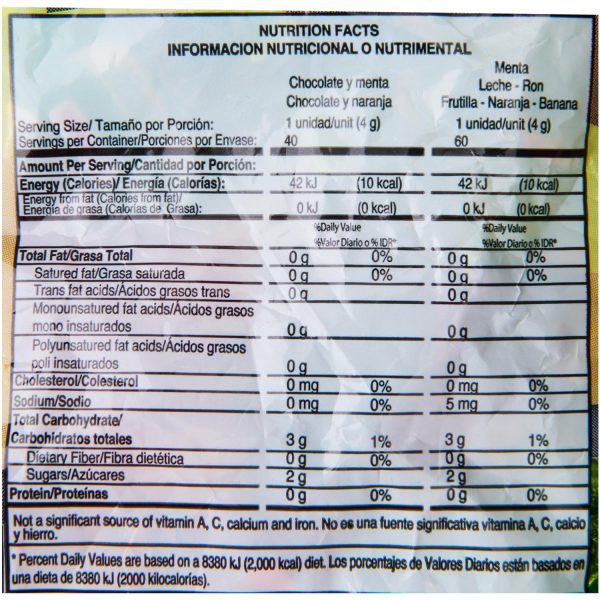 NUTRITION FACTS
INFORMACION NUTRICIONAL O NUTRIMENTAL
Menta
Chocolate y menta Leche - Ron
Chocolate y naranja Frutilla - Naranja - Banana
Serving Size/ Tamaño por Porción: 1 unidad/unit (4 g) 1 unidad/unit (4 g)
Servings per Container/Porciones por Envase: 40 60
Amount Per Serving/Cantidad por Porción:
Energy (Calories)/ Energía (Calorías): 42 kJ (10 kcal) 42 kJ (10 kcal)
Energy from fat (Calories from fat)/
Energía de grasa (Calorías de Grasa): 0 kJ (0 kcal) 0 kJ (0 kcal)
%Daily Value %Daily Value
%Valor Diario o % IDR* %Valor Diario o % IDR*
Total Fat/Grasa Total 0 g 0% 0 g 0%
Satured fat/Grasa saturada 0 g 0% 0 g 0%
Trans fat acids/Ácidos grasos trans 0 g 0 g
Monounsatured fat acids/Ácidos grasos
mono insaturados 0 g 0 g
Polyunsatured fat acids/Ácidos grasos
poli insaturados 0 g 0 g
Cholesterol/Colesterol 0 mg 0% 0 mg 0%
Sodium/Sodio 0 mg 0% 5 mg 0%
Total Carbohydrate/
Carbohidratos totales 3 g 1% 3 g 1%
Dietary Fiber/Fibra dietética 0 g 0% 0 g 0%
Sugars/Azúcares 2 g 2 g
Protein/Proteínas 0 g 0% 0 g 0%
Not a significant source of vitamin A, C, calcium and iron. No es una fuente significativa vitamina A, C, calcio
y hierro.
* Percent Daily Values are based on a 8380 kJ (2,000 kcal) diet. Los porcentajes de Valores Diarios están basados en
una dieta de 8380 kJ (2000 kilocalorías).